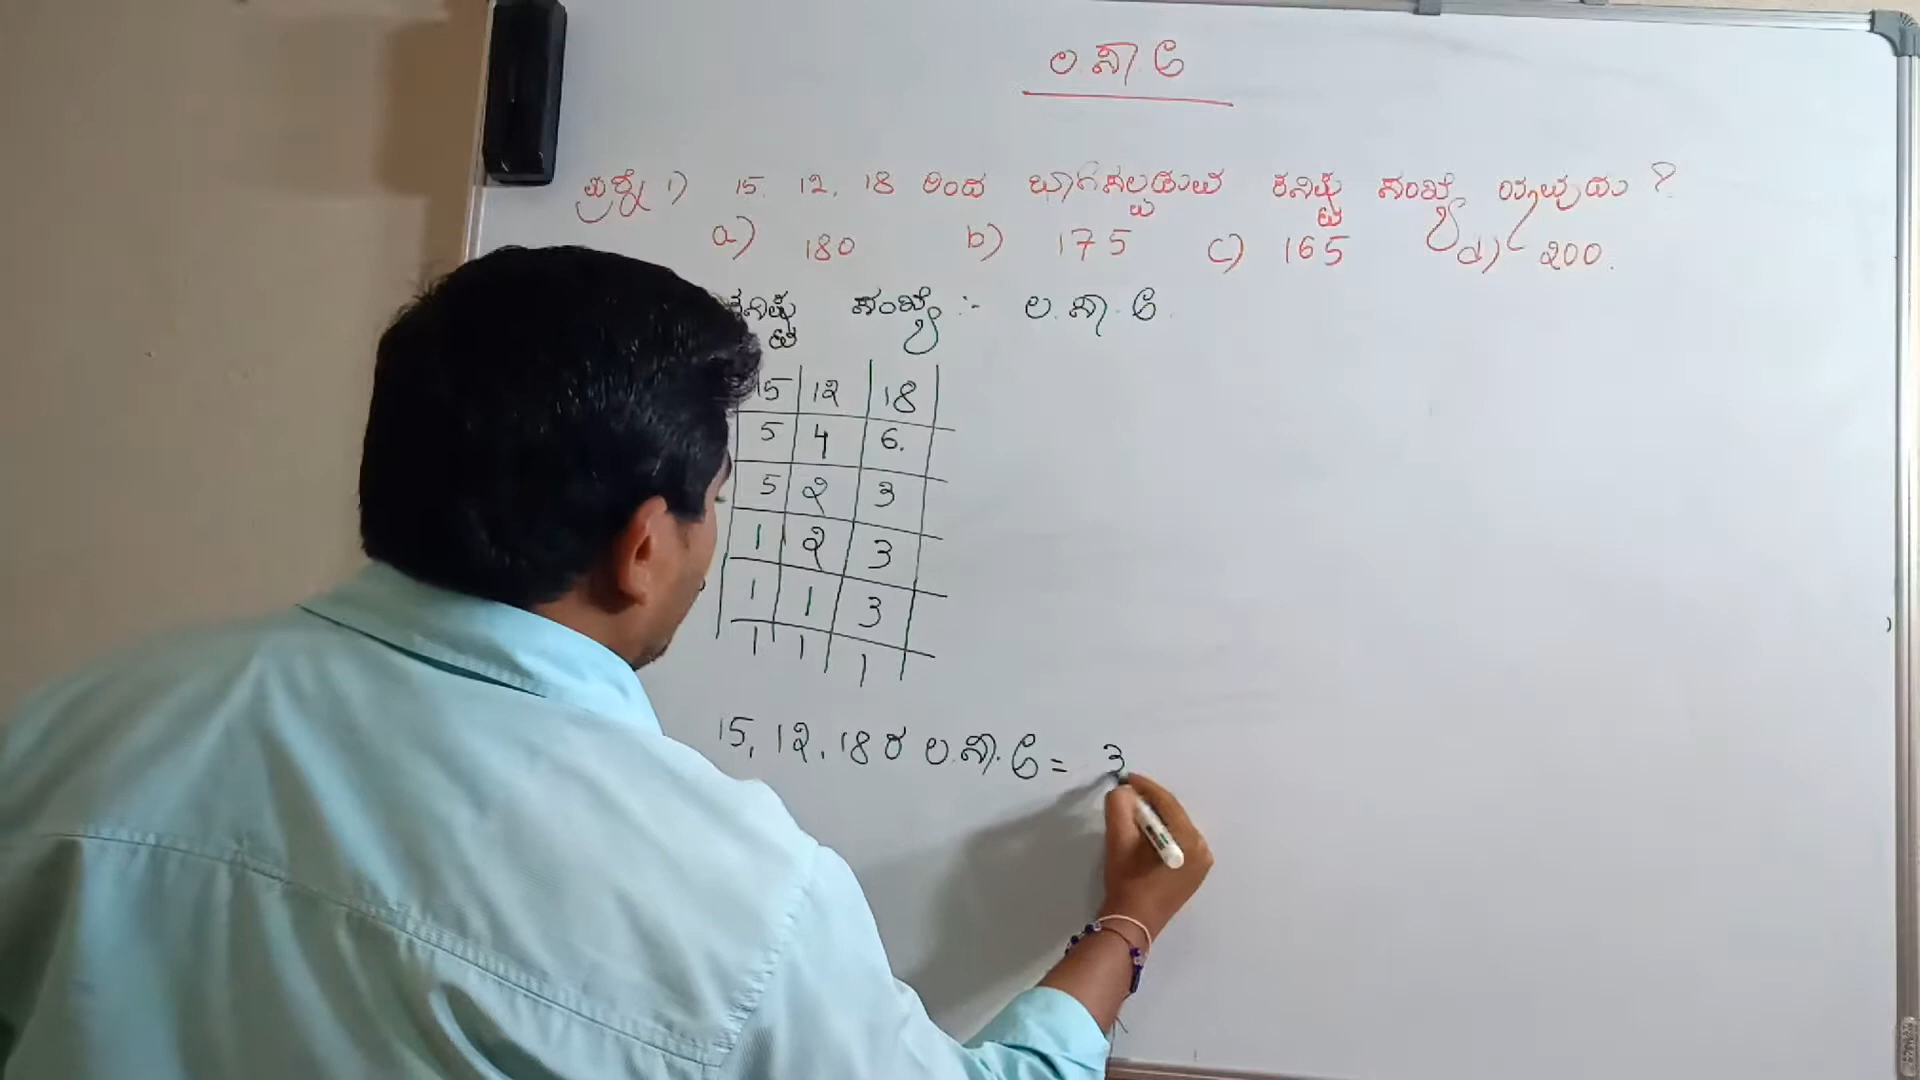 ಲ.ಸಾ.ಅ
ಪ್ರಶ್ನೆ 1) 15, 12, 18 ರಿಂದ ಭಾಗಿಸಲ್ಪಡುವ ಕನಿಷ್ಟ ಸಂಖ್ಯೆ ಯಾವುದು ?
a) 180 b) 175 c) 165 d) 200.
ಕನಿಷ್ಟ ಸಂಖ್ಯೆ :- ಲ.ಸಾ.ಅ.
15 12 18
5 4 6.
5 2 3
1 2 3
1 1 3
1 1 1
15, 12, 18 ರ ಲ.ಸಾ.ಅ = 3